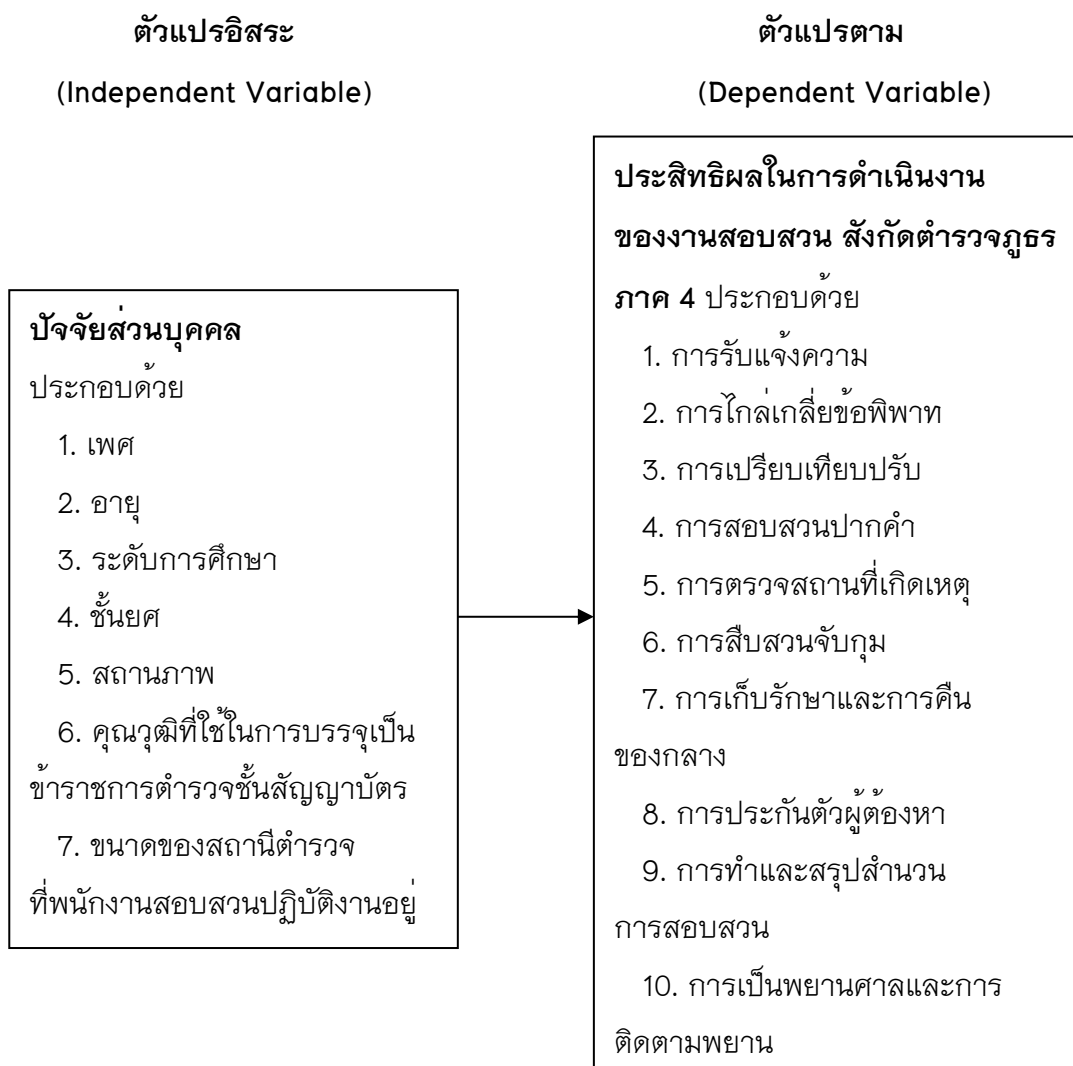 ตัวแปรอิสระ
(Independent Variable)
ตัวแปรตาม
(Dependent Variable)
ปัจจัยส่วนบุคคล
ประกอบด้วย
1. เพศ
2. อายุ
3. ระดับการศึกษา
4. ชั้นยศ
5. สถานภาพ
6. คุณวุฒิที่ใช้ในการบรรจุเป็น
ข้าราชการตำรวจชั้นสัญญาบัตร
7. ขนาดของสถานีตำรวจ
ที่พนักงานสอบสวนปฏิบัติงานอยู่
ประสิทธิผลในการดำเนินงาน
ของงานสอบสวน สังกัดตำรวจภูธร
ภาค 4 ประกอบด้วย
1. การรับแจ้งความ
2. การไกล่เกลี่ยข้อพิพาท
3. การเปรียบเทียบปรับ
4. การสอบสวนปากคำ
5. การตรวจสถานที่เกิดเหตุ
6. การสืบสวนจับกุม
7. การเก็บรักษาและการคืน
ของกลาง
8. การประกันตัวผู้ต้องหา
9. การทำและสรุปสำนวน
การสอบสวน
10. การเป็นพยานศาลและการ
ติดตามพยาน